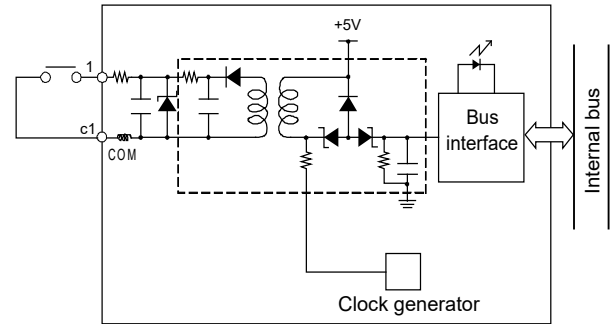 +5V
1
c1
COM
Bus
interface
Internal bus
Clock generator